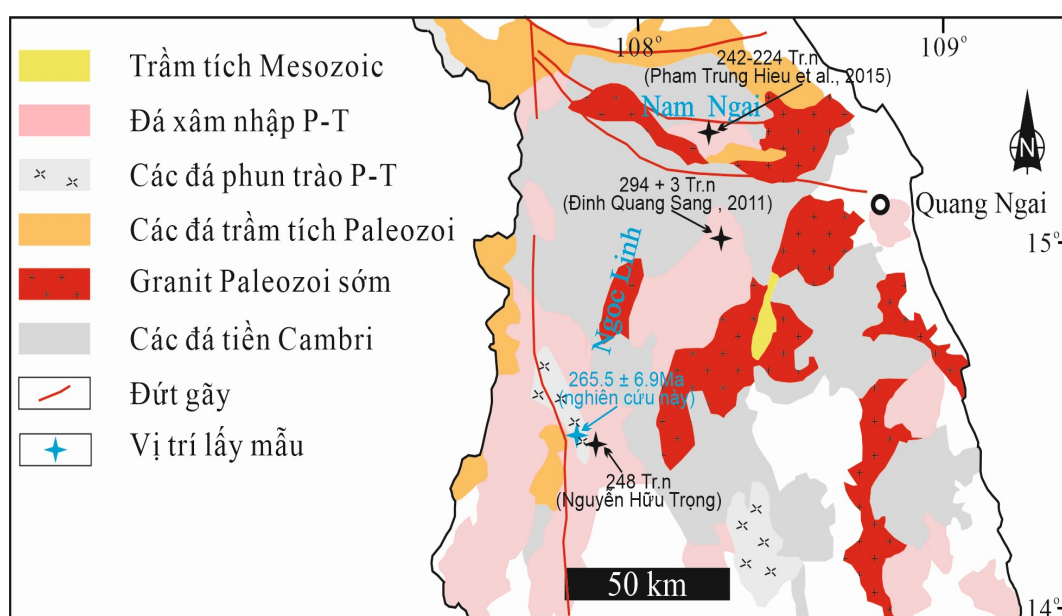 Trầm tích Mesozoic
Đá xâm nhập P-T
Các đá phun trào P-T
Các đá trầm tích Paleozoi
Granit Paleozoi sớm
Các đá tiền Cambri
Đứt gãy
Vị trí lấy mẫu
108°
109°
242-224 Tr.n
(Pham Trung Hieu et al., 2015)
Nam Ngai
294 + 3 Tr.n
(Đinh Quang Sang , 2011)
N
Quang Ngai
15°
Ngoc Linh
265.5 ± 6.9Ma
(nghiên cứu này)
248 Tr.n
(Nguyễn Hữu Trọng)
50 km
14°